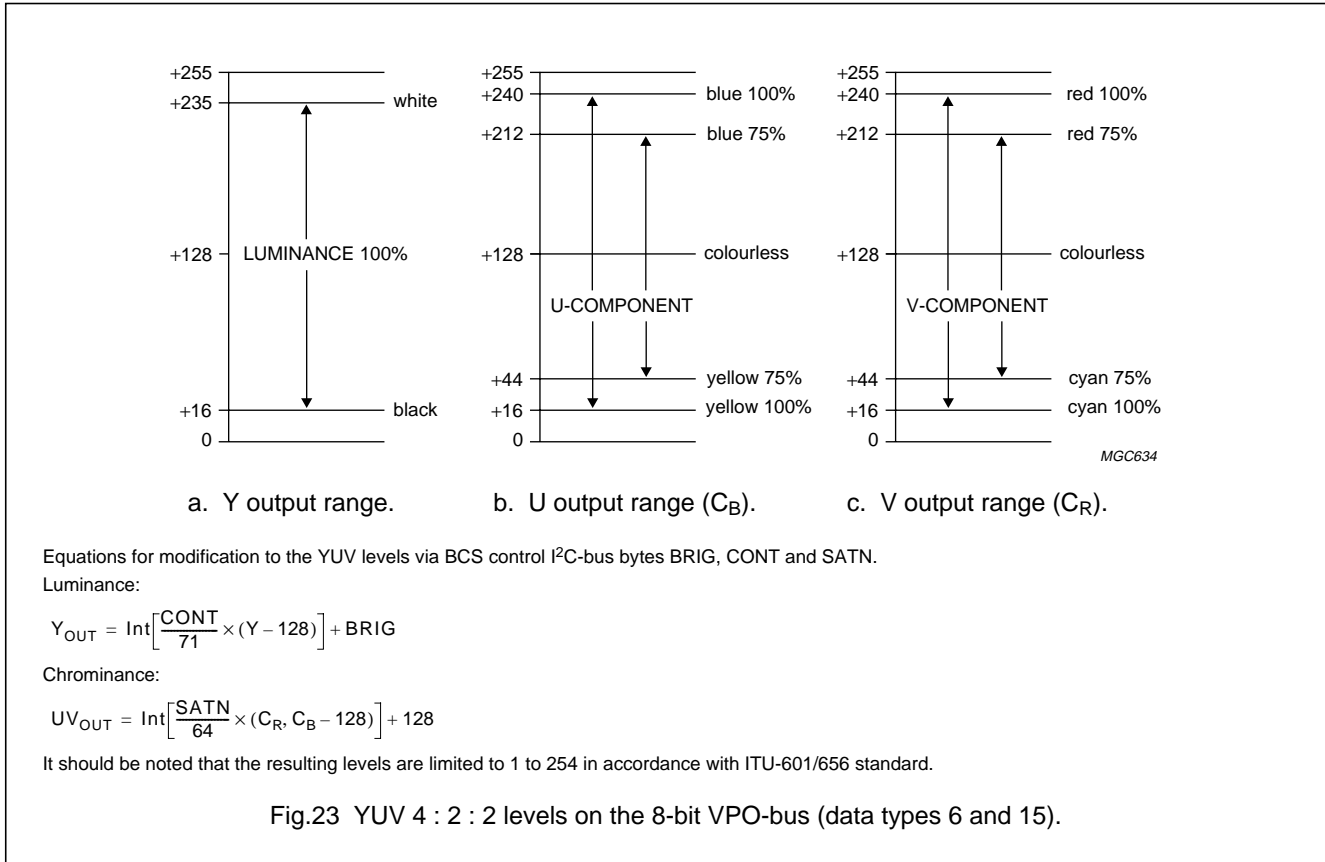 +255
+235
white
+128
LUMINANCE 100%
+16
black
0
+255
+240
blue 100%
+212
blue 75%
+128
colourless
U-COMPONENT
+44
yellow 75%
+16
yellow 100%
0
+255
+240
red 100%
+212
red 75%
+128
colourless
V-COMPONENT
+44
cyan 75%
+16
cyan 100%
0
MGC634
a. Y output range.
b. U output range (C_B).
c. V output range (C_R).
Equations for modification to the YUV levels via BCS control I²C-bus bytes BRIG, CONT and SATN.
Luminance:
Y_OUT = Int[CONT/71 × (Y − 128)] + BRIG
Chrominance:
UV_OUT = Int[SATN/64 × (C_R, C_B − 128)] + 128
It should be noted that the resulting levels are limited to 1 to 254 in accordance with ITU-601/656 standard.
Fig.23 YUV 4 : 2 : 2 levels on the 8-bit VPO-bus (data types 6 and 15).